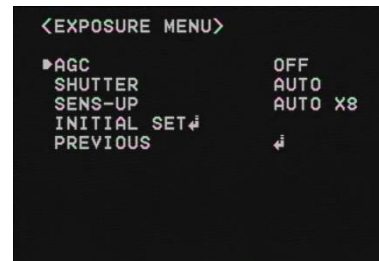 <EXPOSURE MENU>
▶AGC OFF
SHUTTER AUTO
SENS-UP AUTO X8
INITIAL SET↲
PREVIOUS ↲